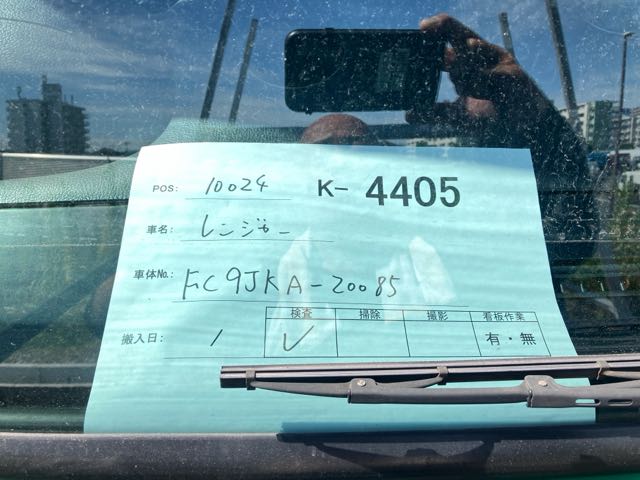 POS: 10024 K- 4405
車名: レンジャー
車体No.: FC9JKA-20085
検査 掃除 撮影 看板作業
搬入日: / ✓ 有・無